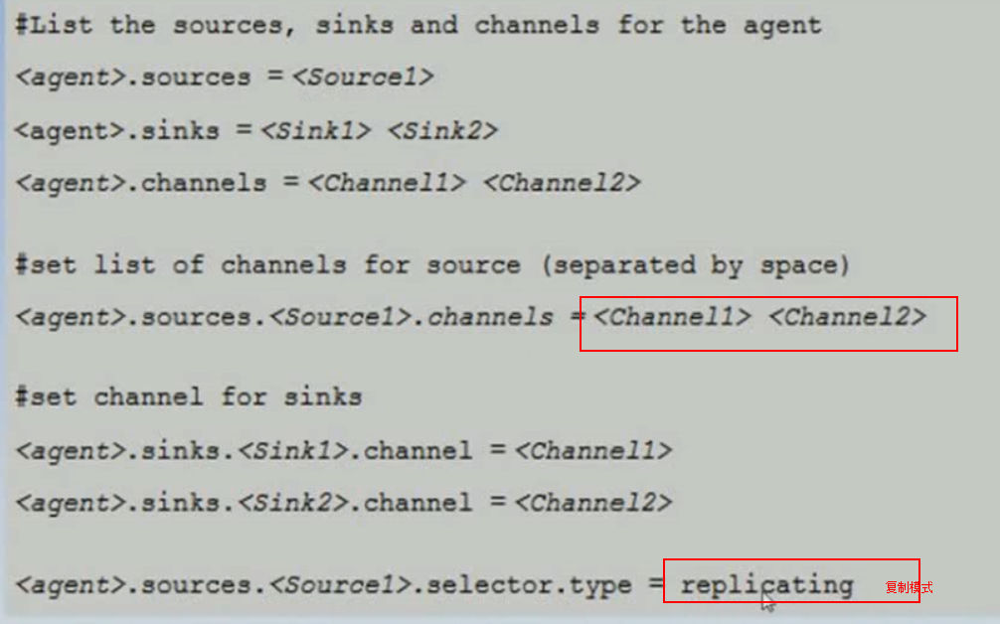 #List the sources, sinks and channels for the agent
<agent>.sources = <Source1>
<agent>.sinks = <Sink1> <Sink2>
<agent>.channels = <Channel1> <Channel2>
#set list of channels for source (separated by space)
<agent>.sources.<Source1>.channels = <Channel1> <Channel2>
#set channel for sinks
<agent>.sinks.<Sink1>.channel = <Channel1>
<agent>.sinks.<Sink2>.channel = <Channel2>
<agent>.sources.<Source1>.selector.type = replicating 复制模式